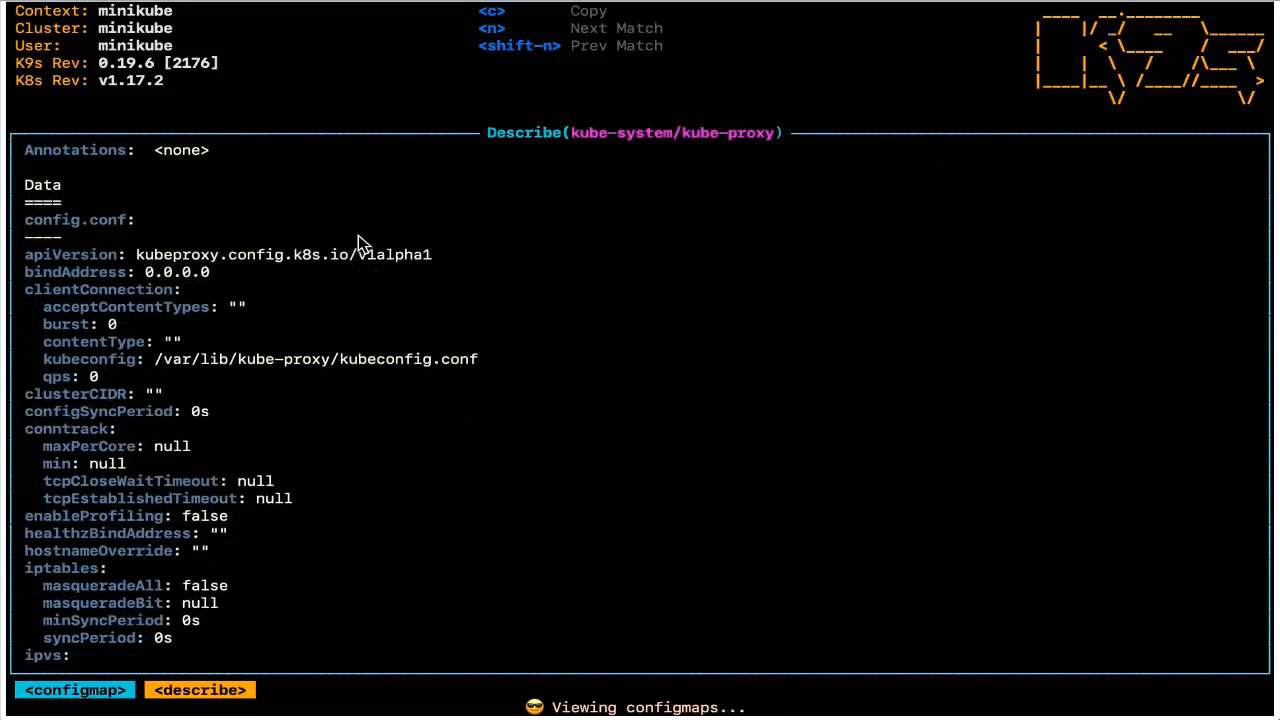 Context: minikube
Cluster: minikube
User: minikube
K9s Rev: 0.19.6 [2176]
K8s Rev: v1.17.2
<c> Copy
<n> Next Match
<shift-n> Prev Match
Describe(kube-system/kube-proxy)
Annotations: <none>
Data
====
config.conf:
----
apiVersion: kubeproxy.config.k8s.io/v1alpha1
bindAddress: 0.0.0.0
clientConnection:
  acceptContentTypes: ""
  burst: 0
  contentType: ""
  kubeconfig: /var/lib/kube-proxy/kubeconfig.conf
  qps: 0
clusterCIDR: ""
configSyncPeriod: 0s
conntrack:
  maxPerCore: null
  min: null
  tcpCloseWaitTimeout: null
  tcpEstablishedTimeout: null
enableProfiling: false
healthzBindAddress: ""
hostnameOverride: ""
iptables:
  masqueradeAll: false
  masqueradeBit: null
  minSyncPeriod: 0s
  syncPeriod: 0s
ipvs:
<configmap> <describe>
😎 Viewing configmaps...